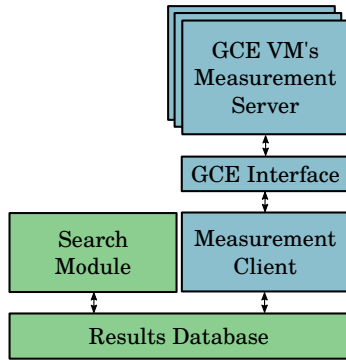 GCE VM's
Measurement
Server
GCE Interface
Search
Module
Measurement
Client
Results Database